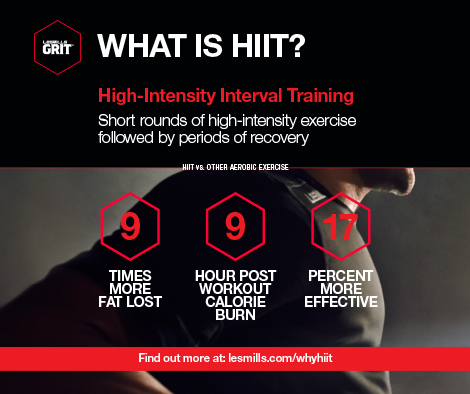 LESMILLS
GRIT
WHAT IS HIIT?
High-Intensity Interval Training
Short rounds of high-intensity exercise
followed by periods of recovery
HIIT vs. OTHER AEROBIC EXERCISE
9
TIMES
MORE
FAT LOST
9
HOUR POST
WORKOUT
CALORIE
BURN
17
PERCENT
MORE
EFFECTIVE
Find out more at: lesmills.com/whyhiit